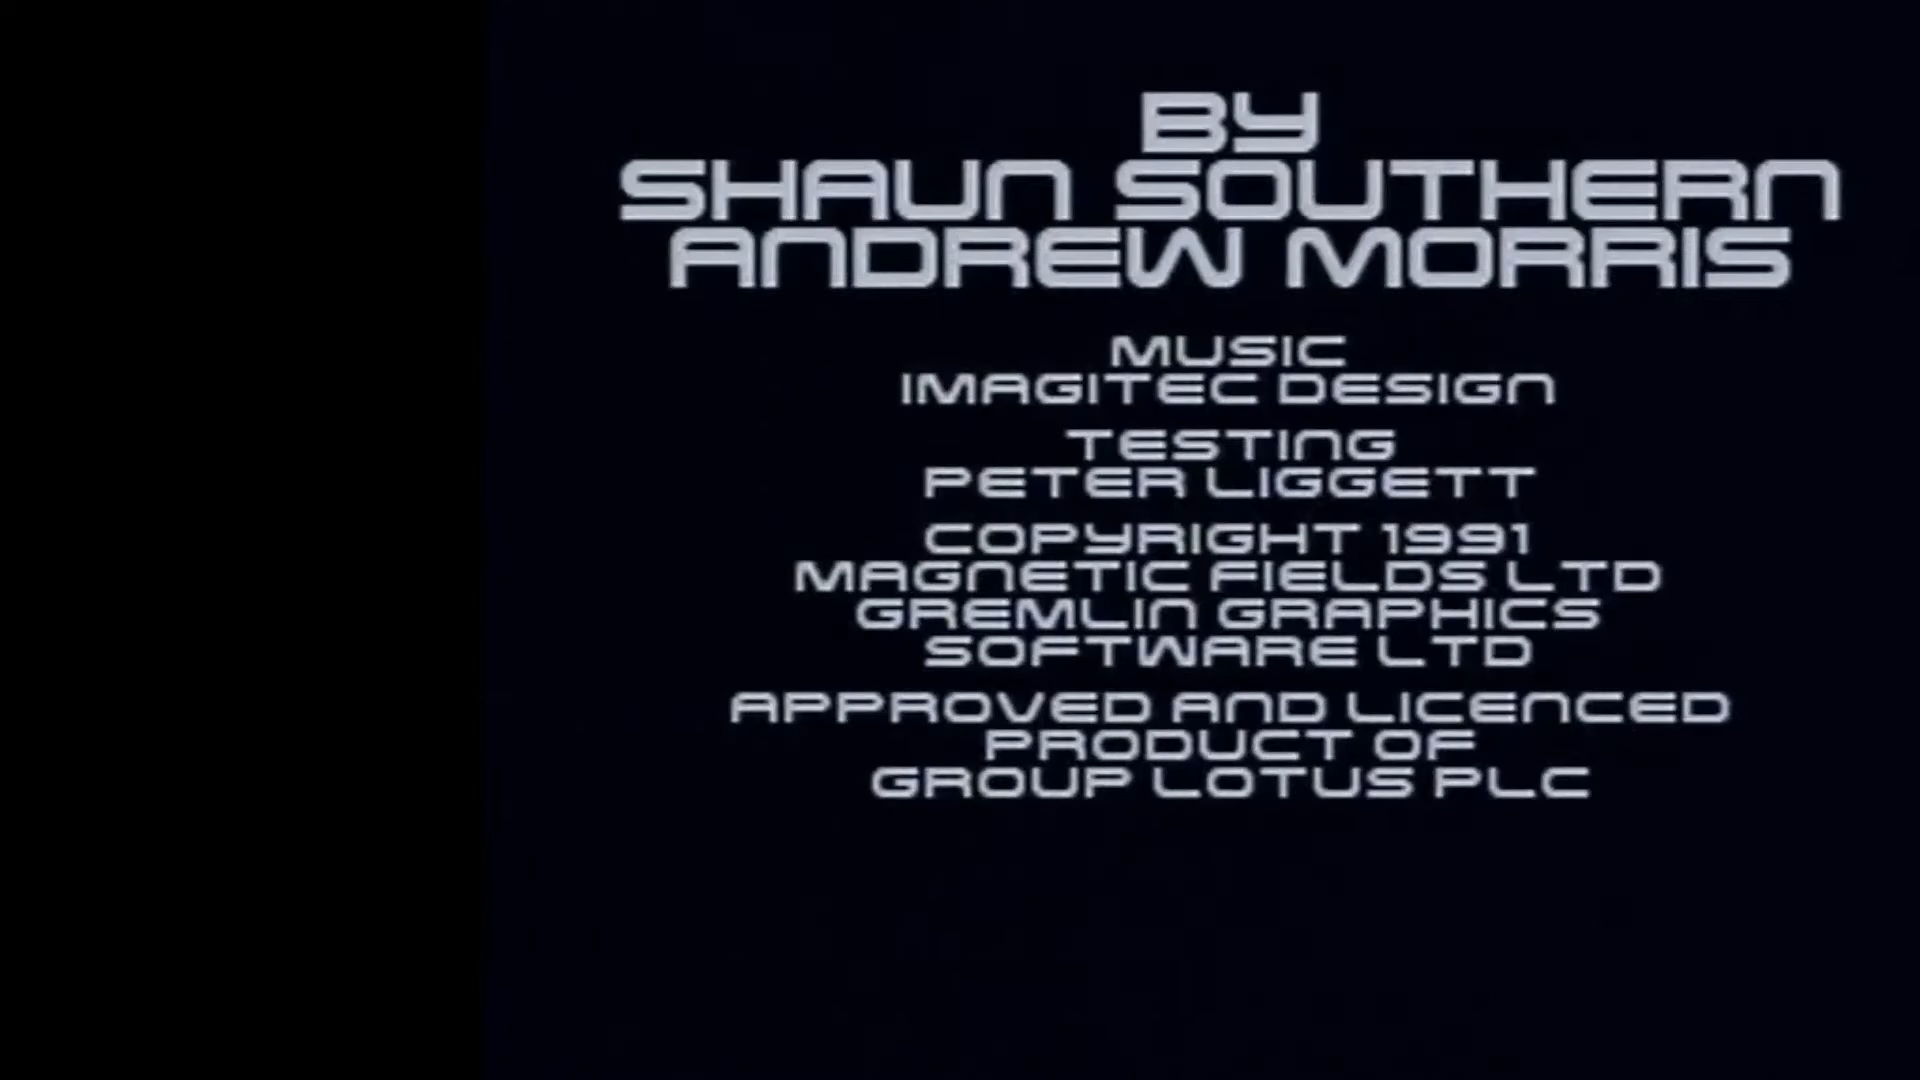 BY
SHAUN SOUTHERN
ANDREW MORRIS
MUSIC
IMAGITEC DESIGN
TESTING
PETER LIGGETT
COPYRIGHT 1991
MAGNETIC FIELDS LTD
GREMLIN GRAPHICS
SOFTWARE LTD
APPROVED AND LICENCED
PRODUCT OF
GROUP LOTUS PLC